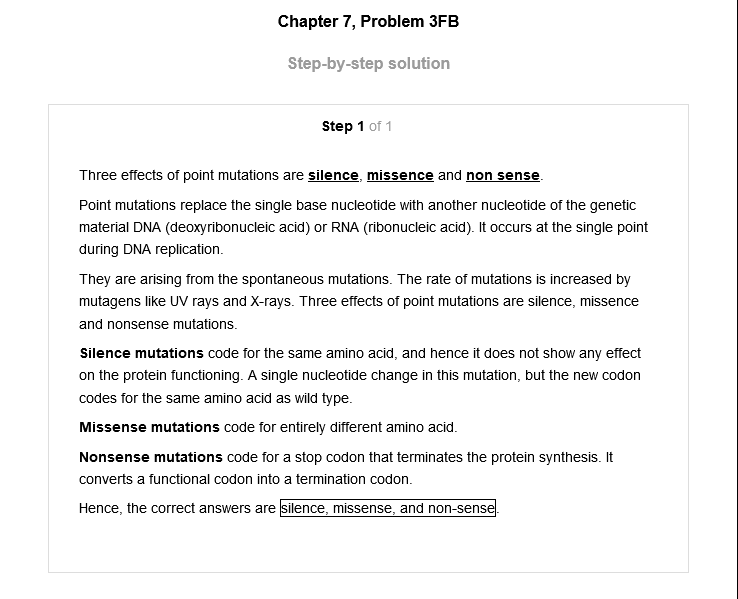 Chapter 7, Problem 3FB
Step-by-step solution
Step 1 of 1
Three effects of point mutations are silence, missence and non sense.
Point mutations replace the single base nucleotide with another nucleotide of the genetic
material DNA (deoxyribonucleic acid) or RNA (ribonucleic acid). It occurs at the single point
during DNA replication.
They are arising from the spontaneous mutations. The rate of mutations is increased by
mutagens like UV rays and X-rays. Three effects of point mutations are silence, missence
and nonsense mutations.
Silence mutations code for the same amino acid, and hence it does not show any effect
on the protein functioning. A single nucleotide change in this mutation, but the new codon
codes for the same amino acid as wild type.
Missense mutations code for entirely different amino acid.
Nonsense mutations code for a stop codon that terminates the protein synthesis. It
converts a functional codon into a termination codon.
Hence, the correct answers are silence, missense, and non-sense.